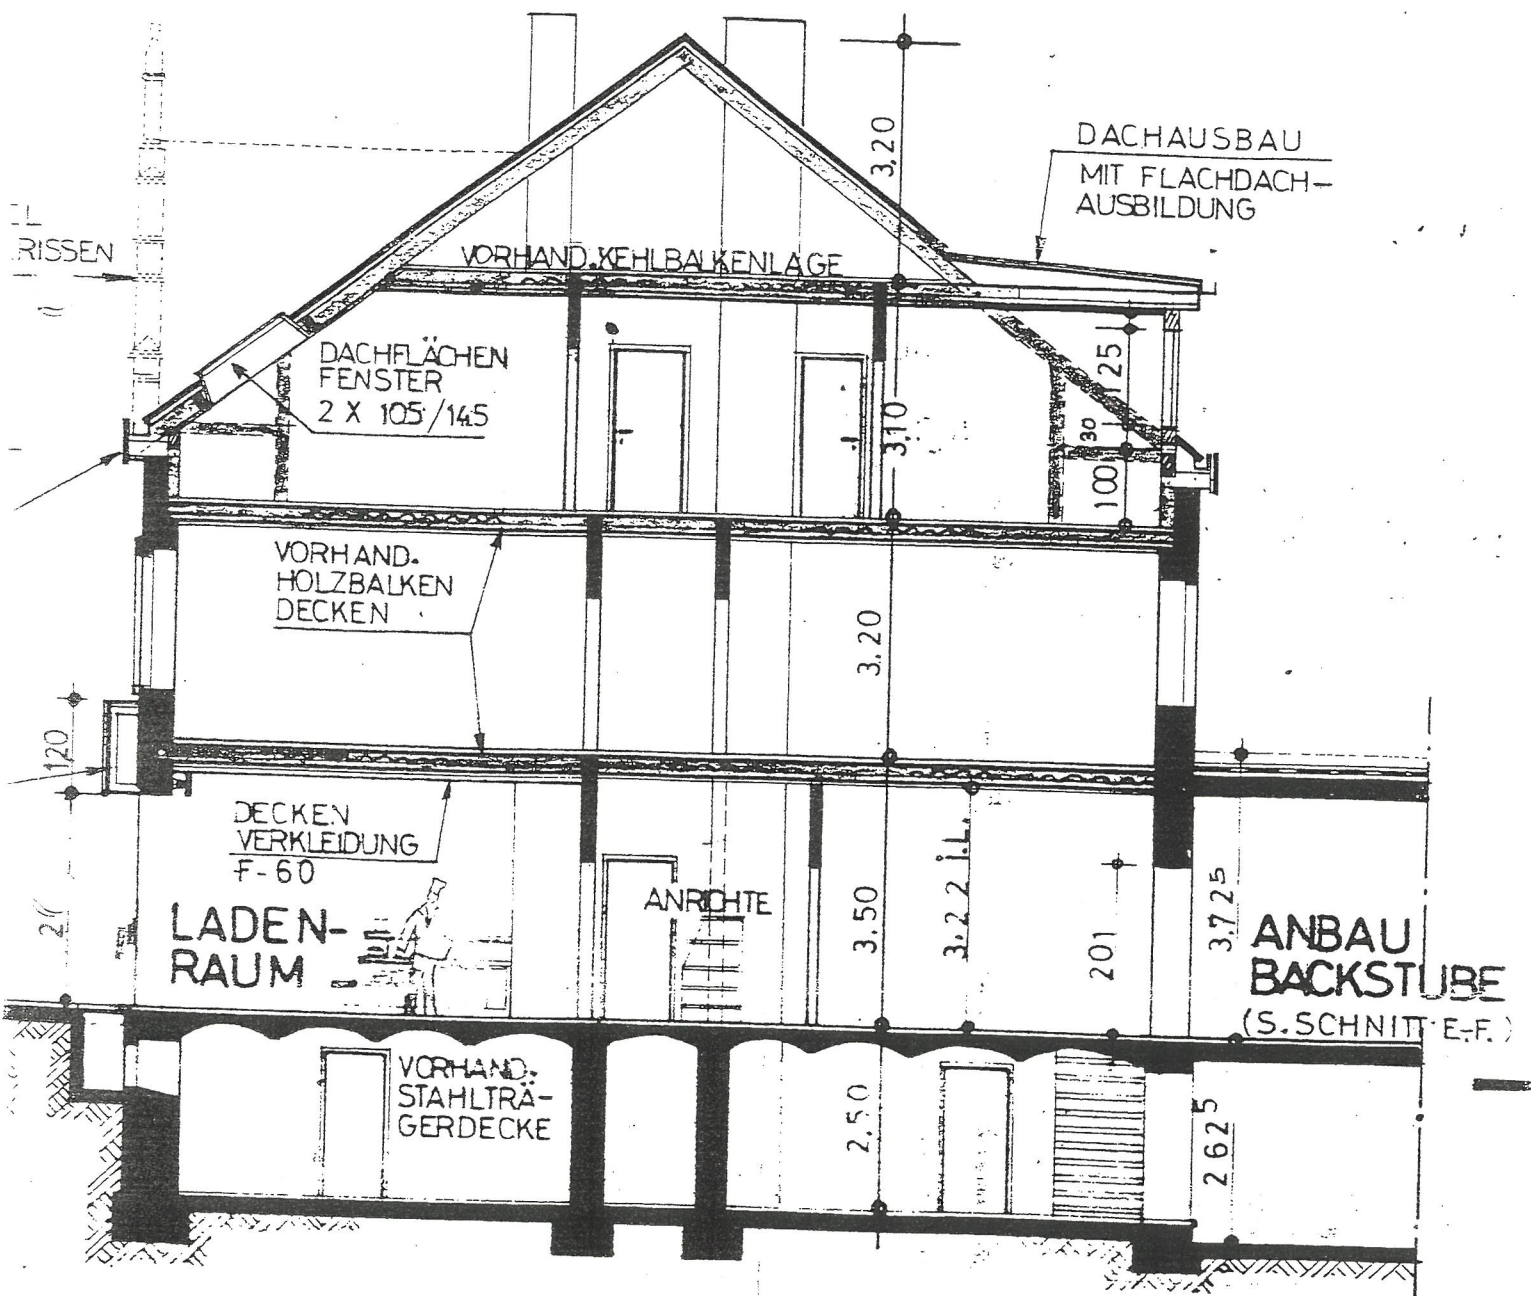 3,20
DACHAUSBAU
MIT FLACHDACH-
AUSBILDUNG
RISSEN
VORHAND. KEHLBALKENLAGE
DACHFLÄCHEN
FENSTER
2 X 105/145
3,10
125
30
100
VORHAND.
HOLZBALKEN
DECKEN
3,20
120
DECKEN
VERKLEIDUNG
F-60
LADEN-
RAUM
ANRICHTE
3,50
3,22 i.L.
201
3,725
ANBAU
BACKSTUBE
(S. SCHNITT E-F.)
VORHAND.
STAHLTRÄ-
GERDECKE
2,50
2625